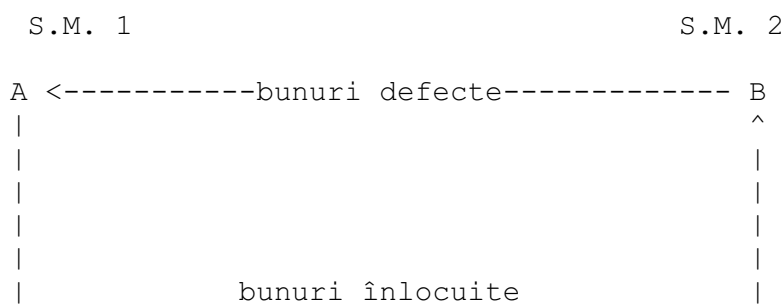 S.M. 1 S.M. 2
A <-----------bunuri defecte------------- B
| ^
| |
| |
| |
| |
| bunuri înlocuite |